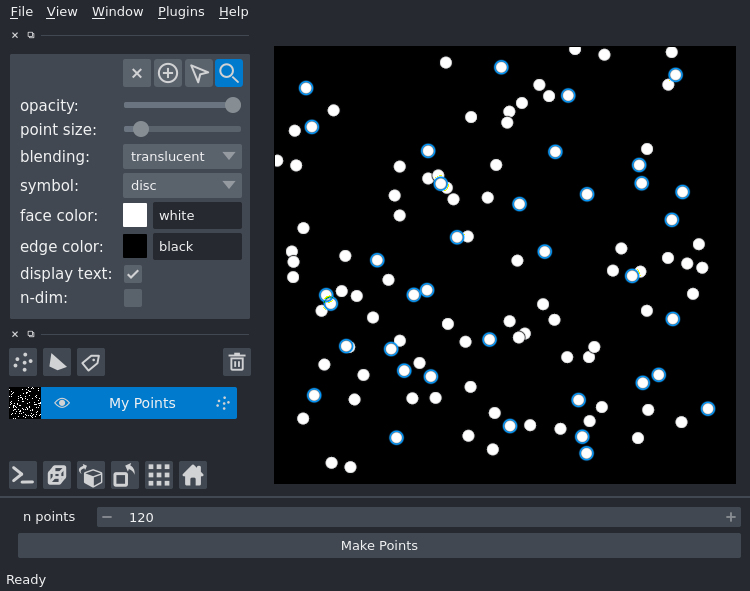 File View Window Plugins Help
opacity:
point size:
blending: translucent
symbol: disc
face color: white
edge color: black
display text:
n-dim:
My Points
n points 120
Make Points
Ready